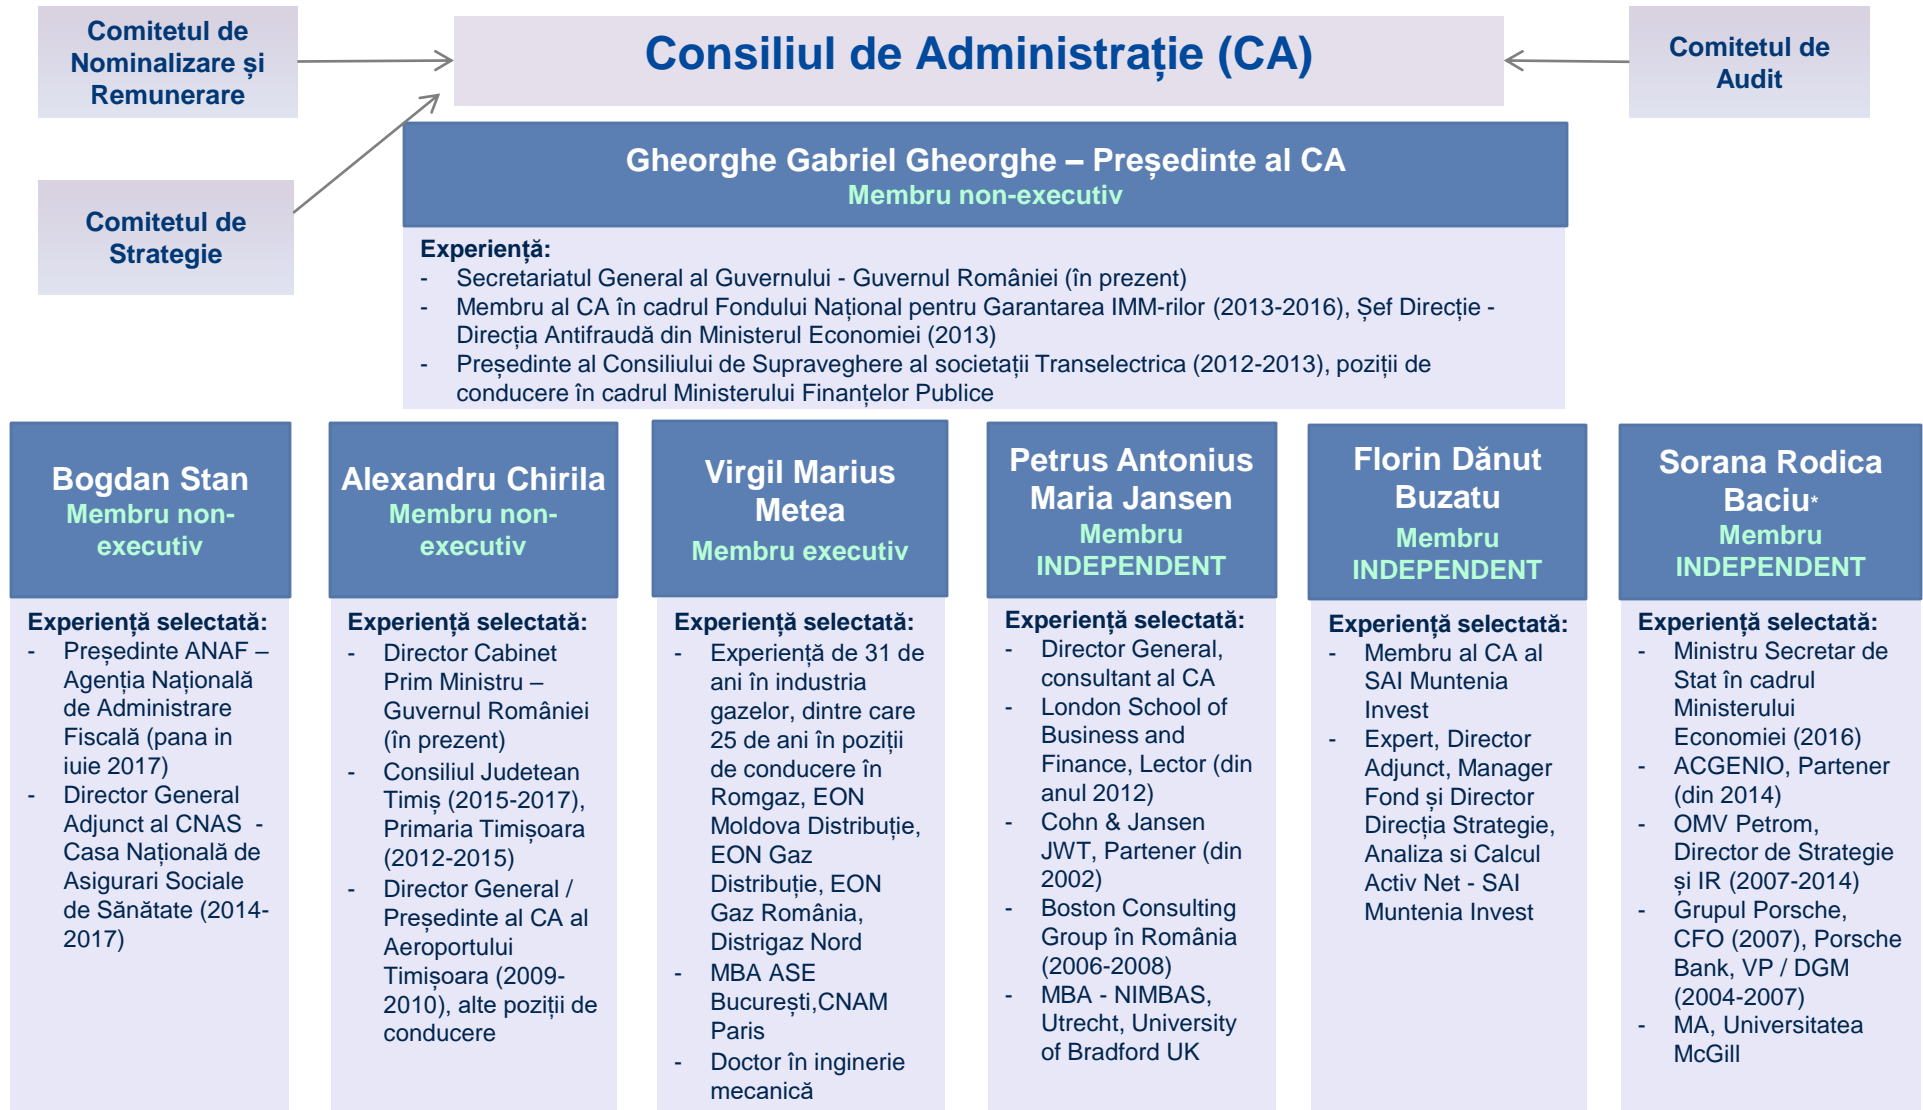 Comitetul de
Nominalizare și
Remunerare
Consiliul de Administrație (CA)
Comitetul de
Audit
Comitetul de
Strategie
Gheorghe Gabriel Gheorghe – Președinte al CA
Membru non-executiv
Experiență:
- Secretariatul General al Guvernului - Guvernul României (în prezent)
- Membru al CA în cadrul Fondului Național pentru Garantarea IMM-rilor (2013-2016), Șef Direcție -
Direcția Antifraudă din Ministerul Economiei (2013)
- Președinte al Consiliului de Supraveghere al societații Transelectrica (2012-2013), poziții de
conducere în cadrul Ministerului Finanțelor Publice
Bogdan Stan
Membru non-
executiv
Experiență selectată:
- Președinte ANAF –
Agenția Națională
de Administrare
Fiscală (pana in
iuie 2017)
- Director General
Adjunct al CNAS -
Casa Națională de
Asigurari Sociale
de Sănătate (2014-
2017)
Alexandru Chirila
Membru non-
executiv
Experiență selectată:
- Director Cabinet
Prim Ministru –
Guvernul României
(în prezent)
- Consiliul Judetean
Timiș (2015-2017),
Primaria Timișoara
(2012-2015)
- Director General /
Președinte al CA al
Aeroportului
Timișoara (2009-
2010), alte poziții de
conducere
Virgil Marius
Metea
Membru executiv
Experiență selectată:
- Experiență de 31 de
ani în industria
gazelor, dintre care
25 de ani în poziții
de conducere în
Romgaz, EON
Moldova Distribuție,
EON Gaz
Distribuție, EON
Gaz România,
Distrigaz Nord
- MBA ASE
București,CNAM
Paris
- Doctor în inginerie
mecanică
Petrus Antonius
Maria Jansen
Membru
INDEPENDENT
Experiență selectată:
- Director General,
consultant al CA
- London School of
Business and
Finance, Lector (din
anul 2012)
- Cohn & Jansen
JWT, Partener (din
2002)
- Boston Consulting
Group în România
(2006-2008)
- MBA - NIMBAS,
Utrecht, University
of Bradford UK
Florin Dănut
Buzatu
Membru
INDEPENDENT
Experiență selectată:
- Membru al CA al
SAI Muntenia
Invest
- Expert, Director
Adjunct, Manager
Fond și Director
Direcția Strategie,
Analiza si Calcul
Activ Net - SAI
Muntenia Invest
Sorana Rodica
Baciu*
Membru
INDEPENDENT
Experiență selectată:
- Ministru Secretar de
Stat în cadrul
Ministerului
Economiei (2016)
- ACGENIO, Partener
(din 2014)
- OMV Petrom,
Director de Strategie
și IR (2007-2014)
- Grupul Porsche,
CFO (2007), Porsche
Bank, VP / DGM
(2004-2007)
- MA, Universitatea
McGill